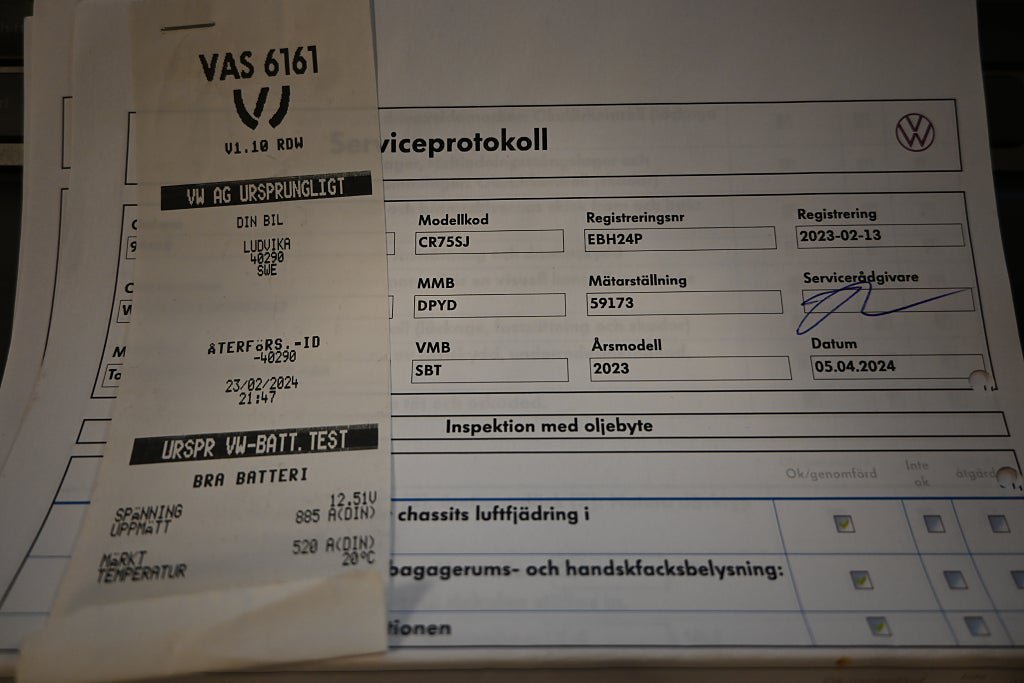 VAS 6161
V1.10 RDW
VW AG URSPRUNGLIGT
DIN BIL
LUDVIKA
40290
SWE
ÅTERFÖRS.-ID
-40290
23/02/2024
21:47
URSPR VW-BATT.TEST
BRA BATTERI
SPÄNNING 12.51V
UPPMÄTT 885 A(DIN)
MÄRKT 520 A(DIN)
TEMPERATUR 20°C
Serviceprotokoll
Modellkod
CR75SJ
Registreringsnr
EBH24P
Registrering
2023-02-13
MMB
DPYD
Mätarställning
59173
Servicerådgivare
VMB
SBT
Årsmodell
2023
Datum
05.04.2024
Inspektion med oljebyte
Ok/genomförd
Inte ok
chassits luftfjädring i
bagagerums- och handskfacksbelysning: